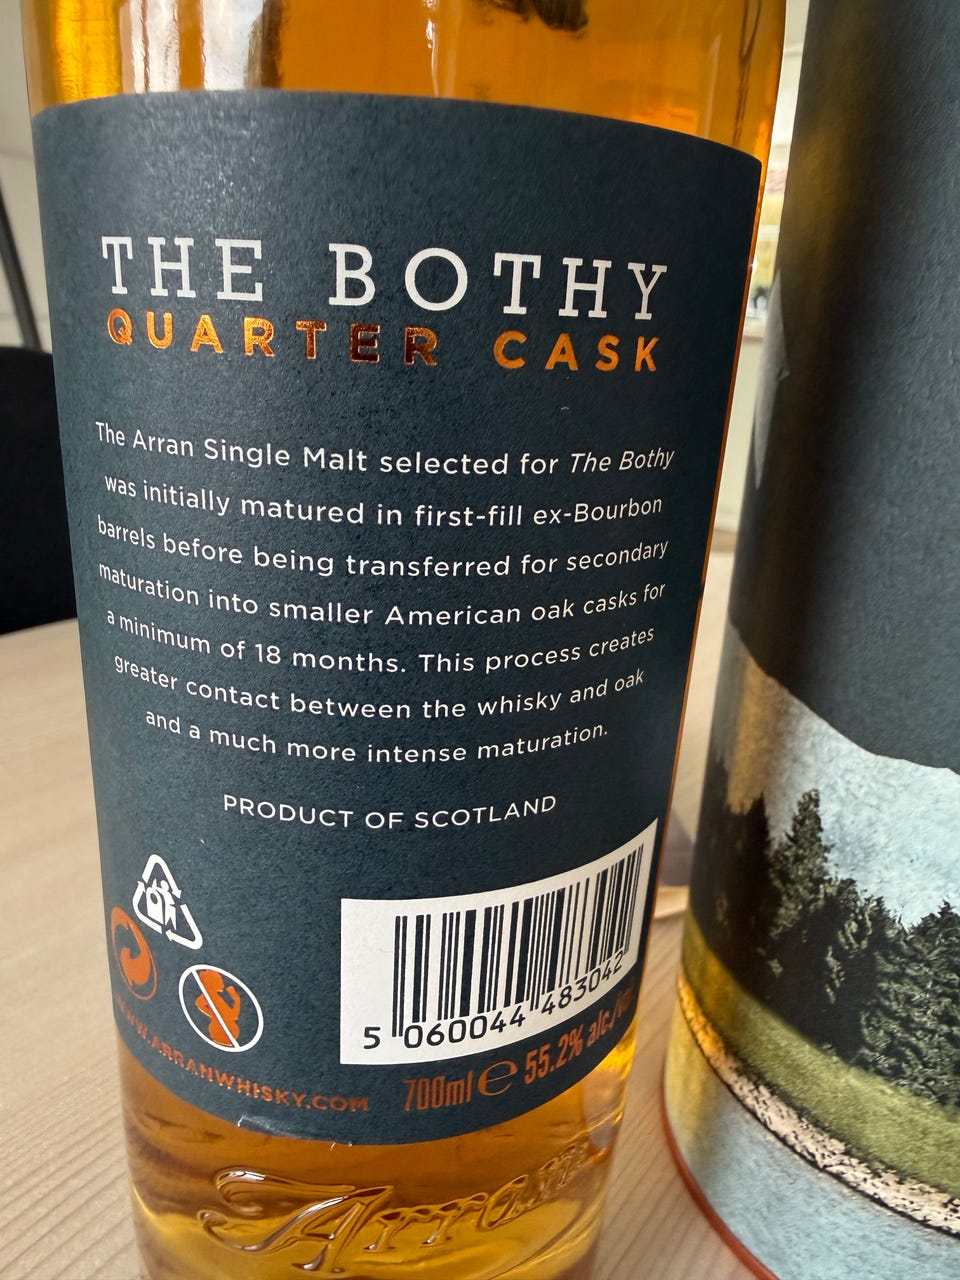 THE BOTHY
QUARTER CASK
The Arran Single Malt selected for The Bothy
was initially matured in first-fill ex-Bourbon
barrels before being transferred for secondary
maturation into smaller American oak casks for
a minimum of 18 months. This process creates
greater contact between the whisky and oak
and a much more intense maturation.
PRODUCT OF SCOTLAND
5 060044 483042
WWW.ARRANWHISKY.COM
700ml e 55.2% alc/vol
Arran